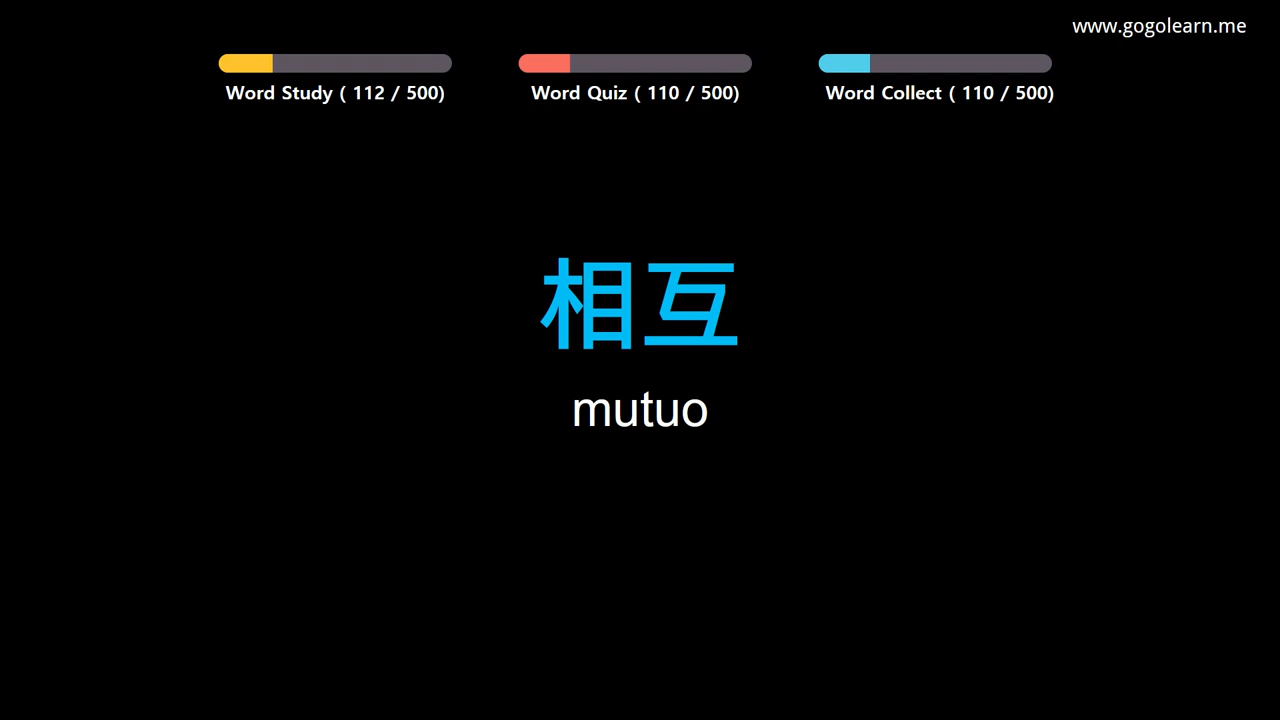 www.gogolearn.me
Word Study ( 112 / 500)
Word Quiz ( 110 / 500)
Word Collect ( 110 / 500)
相互
mutuo